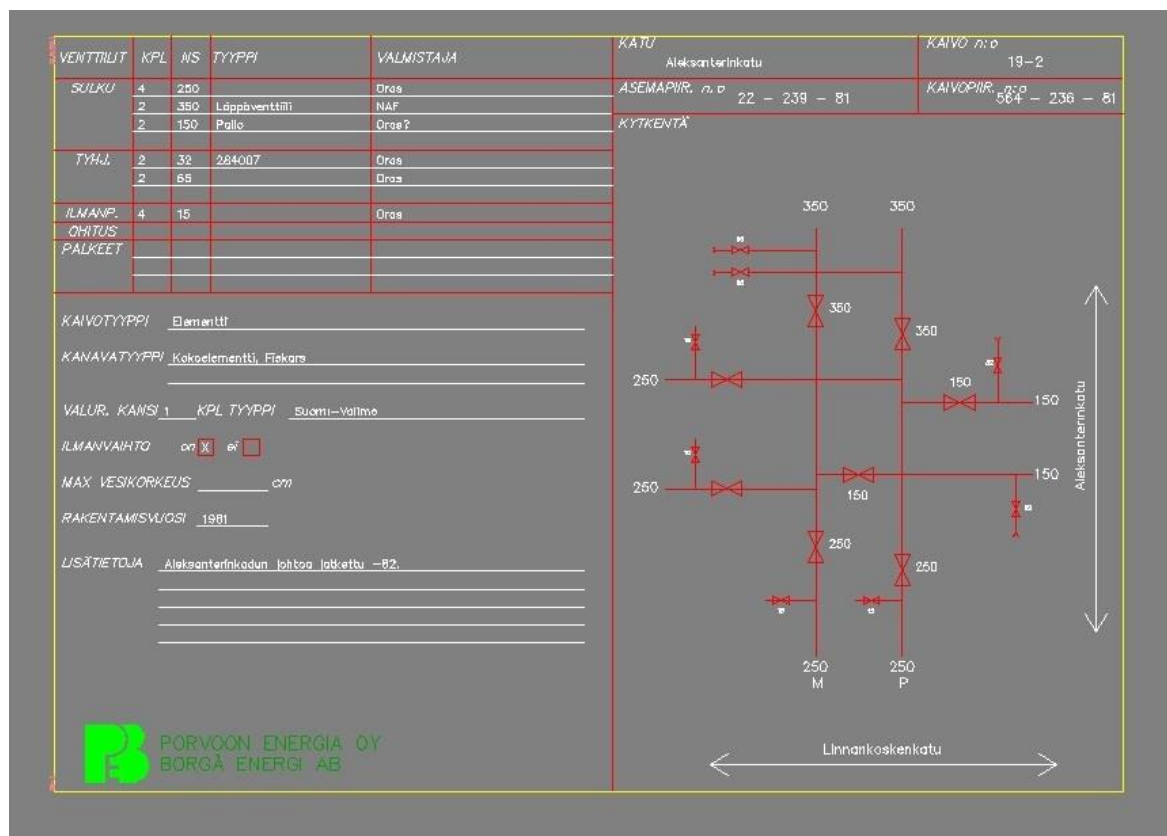 VENTTIILIT KPL NS TYYPPI VALMISTAJA
SULKU 4 250 Oras
2 350 Läppäventtiili NAF
2 150 Pallo Oras?
TYHJ. 2 32 284007 Oras
2 65 Oras
ILMANP. 4 15 Oras
OHITUS
PALKEET
KAIVOTYYPPI Elementti
KANAVATYYPPI Kokoelementti, Fiskars
VALUR. KANSI 1 KPL TYYPPI Suomi-Valimo
ILMANVAIHTO on X ei
MAX VESIKORKEUS cm
RAKENTAMISVUOSI 1981
LISÄTIETOJA Aleksanterinkadun johtoa jatkettu -82.
PORVOON ENERGIA OY
BORGÅ ENERGI AB
KATU
Aleksanterinkatu
KAIVO n:o
19-2
ASEMAPIIR. n.o
22 - 239 - 81
KAIVOPIIR. n:o
564 - 236 - 81
KYTKENTÄ
350 350
350
350
250
150
150
250
150
150
250
250
250 250
M P
Aleksanterinkatu
Linnankoskenkatu